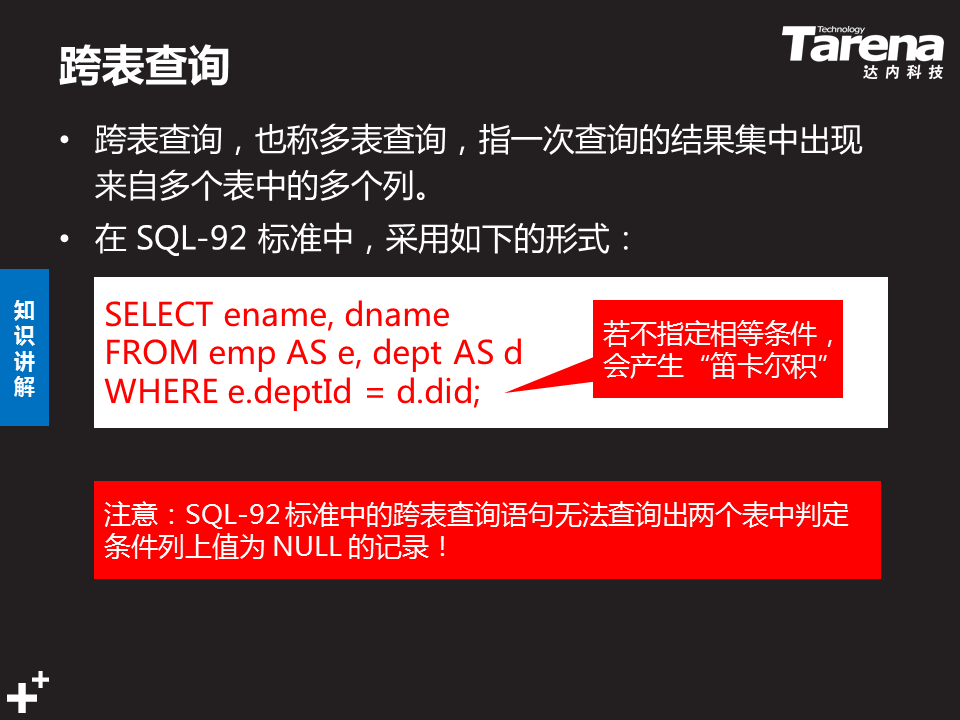 跨表查询
Technology
Tarena
达内科技
• 跨表查询，也称多表查询，指一次查询的结果集中出现
来自多个表中的多个列。
• 在 SQL-92 标准中，采用如下的形式：
知
识
讲
解
SELECT ename, dname
FROM emp AS e, dept AS d
WHERE e.deptId = d.did;
若不指定相等条件，
会产生“笛卡尔积”
注意：SQL-92标准中的跨表查询语句无法查询出两个表中判定
条件列上值为 NULL 的记录！